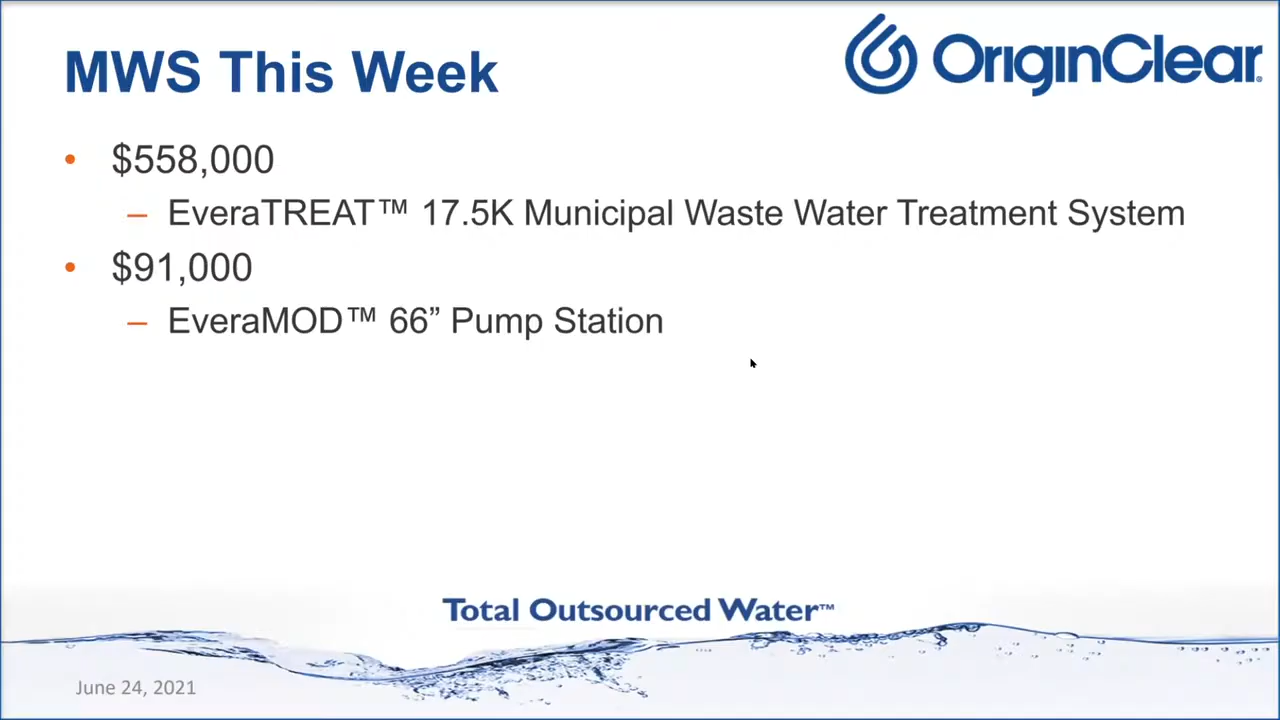 MWS This Week
OriginClear®
• $558,000
– EveraTREAT™ 17.5K Municipal Waste Water Treatment System
• $91,000
– EveraMOD™ 66” Pump Station
Total Outsourced Water™
June 24, 2021